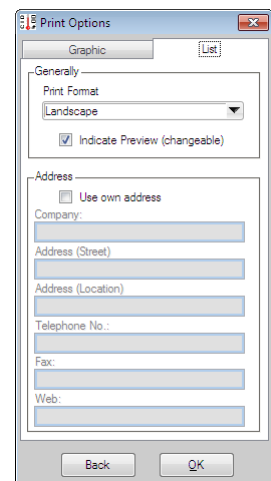 Print Options
Graphic
List
Generally
Print Format
Landscape
Indicate Preview (changeable)
Address
Use own address
Company:
Address (Street)
Address (Location)
Telephone No.:
Fax:
Web:
Back
OK